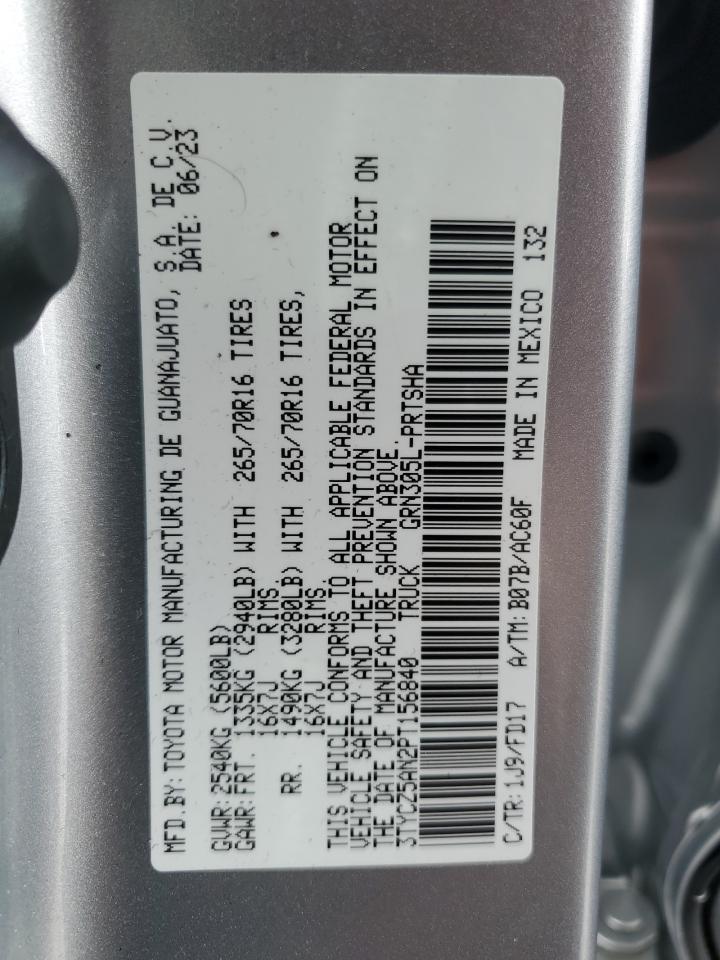 MFD.BY:TOYOTA MOTOR MANUFACTURING DE GUANAJUATO, S.A. DE C.V.
DATE: 06/23
GVWR:2540KG (5600LB)
GAWR:FRT. 1335KG (2940LB) WITH 265/70R16 TIRES
16X7J RIMS
RR. 1490KG (3280LB) WITH 265/70R16 TIRES,
16X7J RIMS
THIS VEHICLE CONFORMS TO ALL APPLICABLE FEDERAL MOTOR
VEHICLE SAFETY AND THEFT PREVENTION STANDARDS IN EFFECT ON
THE DATE OF MANUFACTURE SHOWN ABOVE.
3TYCZ5AN2PT156840 TRUCK GRN305L-PRTSHA
C/TR:1J9/FD17 A/TM:B07B/AC60F MADE IN MEXICO 132